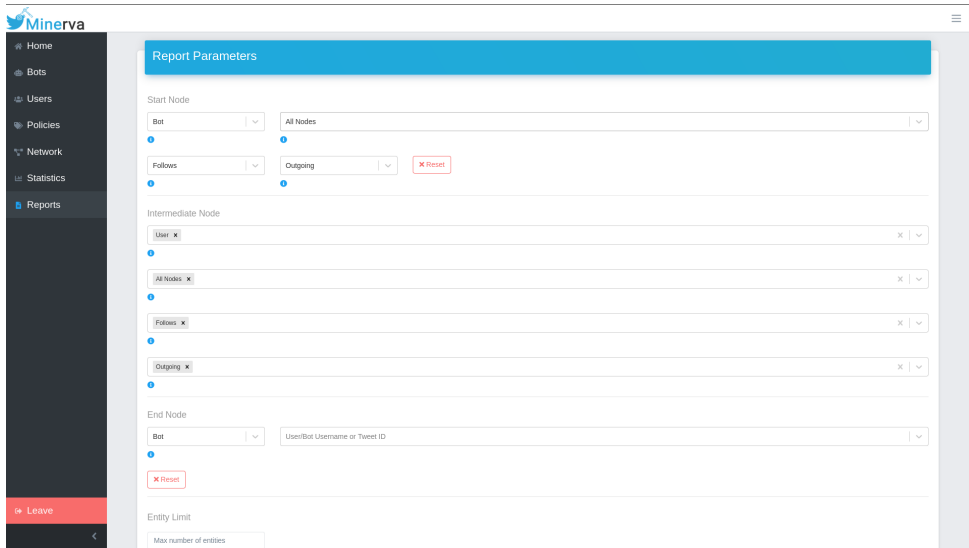 Minerva
Home
Bots
Users
Policies
Network
Statistics
Reports
Leave
Report Parameters
Start Node
Bot
All Nodes
Follows
Outgoing
Reset
Intermediate Node
User
All Nodes
Follows
Outgoing
End Node
Bot
User/Bot Username or Tweet ID
Reset
Entity Limit
Max number of entities